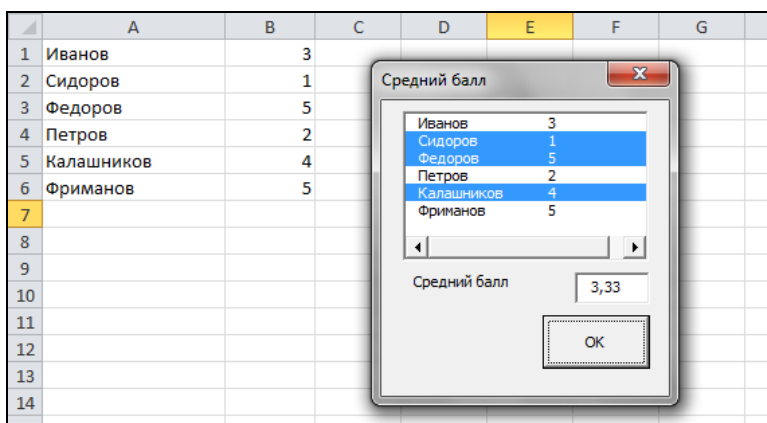 A B C D E F G
1 Иванов 3
2 Сидоров 1
3 Федоров 5
4 Петров 2
5 Калашников 4
6 Фриманов 5
7
8
9
10
11
12
13
14
Средний балл
Иванов 3
Сидоров 1
Федоров 5
Петров 2
Калашников 4
Фриманов 5
Средний балл 3,33
OK